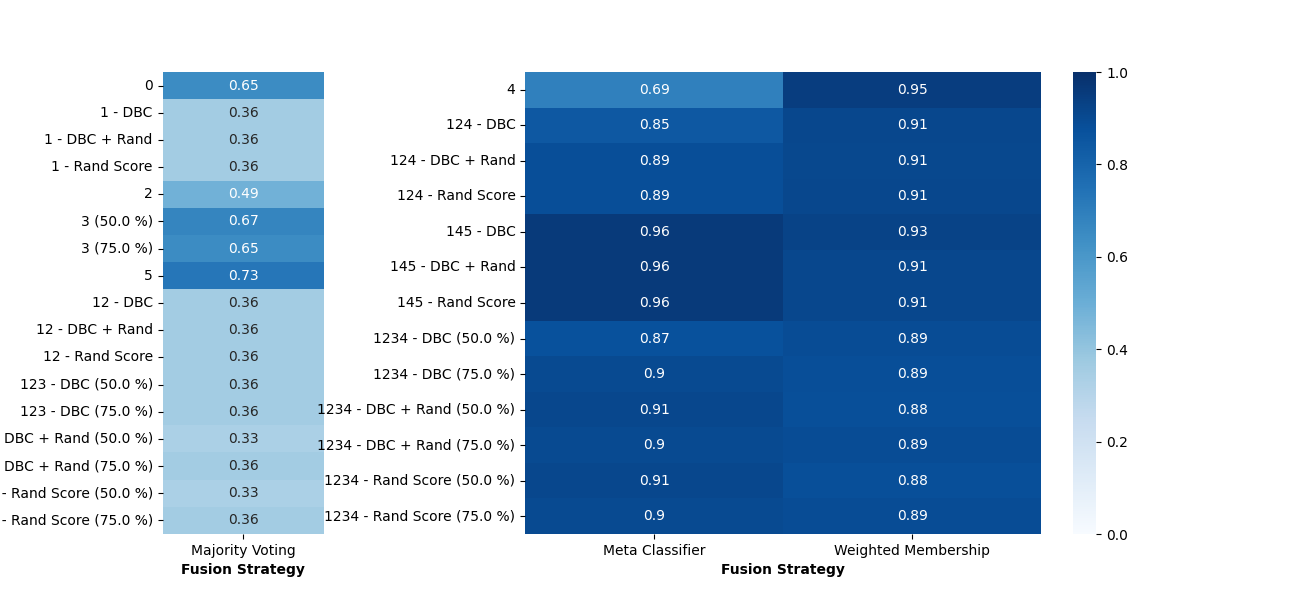 0 0.65
1 - DBC 0.36
1 - DBC + Rand 0.36
1 - Rand Score 0.36
2 0.49
3 (50.0 %) 0.67
3 (75.0 %) 0.65
5 0.73
12 - DBC 0.36
12 - DBC + Rand 0.36
12 - Rand Score 0.36
123 - DBC (50.0 %) 0.36
123 - DBC (75.0 %) 0.36
DBC + Rand (50.0 %) 0.33
DBC + Rand (75.0 %) 0.36
- Rand Score (50.0 %) 0.33
- Rand Score (75.0 %) 0.36
Majority Voting
Fusion Strategy
4 0.69 0.95
124 - DBC 0.85 0.91
124 - DBC + Rand 0.89 0.91
124 - Rand Score 0.89 0.91
145 - DBC 0.96 0.93
145 - DBC + Rand 0.96 0.91
145 - Rand Score 0.96 0.91
1234 - DBC (50.0 %) 0.87 0.89
1234 - DBC (75.0 %) 0.9 0.89
1234 - DBC + Rand (50.0 %) 0.91 0.88
1234 - DBC + Rand (75.0 %) 0.9 0.89
1234 - Rand Score (50.0 %) 0.91 0.88
1234 - Rand Score (75.0 %) 0.9 0.89
Meta Classifier Weighted Membership
Fusion Strategy
1.0
0.8
0.6
0.4
0.2
0.0